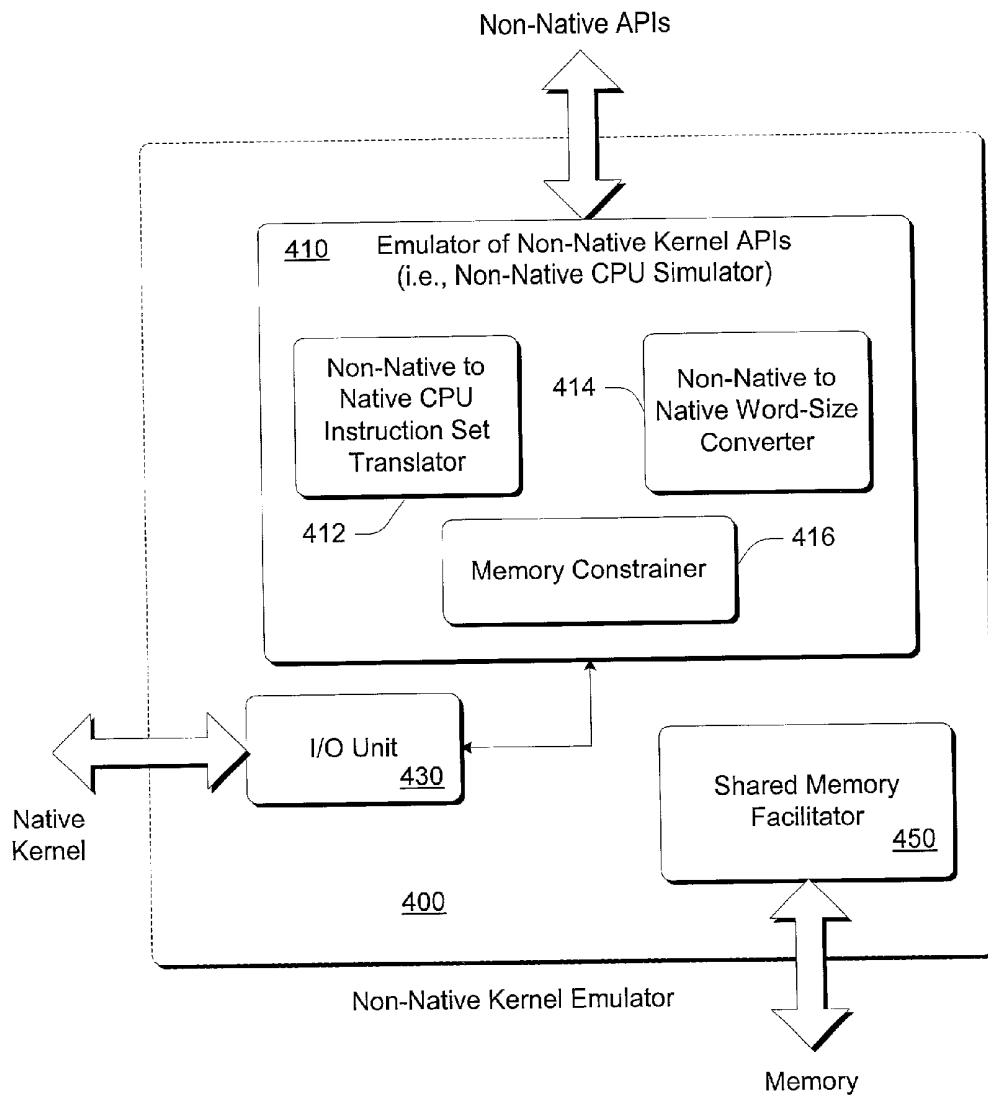 Non-Native APIs
410
Emulator of Non-Native Kernel APIs
(i.e., Non-Native CPU Simulator)
Non-Native to
Native CPU
Instruction Set
Translator
412
414
Non-Native to
Native Word-Size
Converter
Memory Constrainer
416
I/O Unit
430
Native
Kernel
Shared Memory
Facilitator
450
400
Non-Native Kernel Emulator
Memory